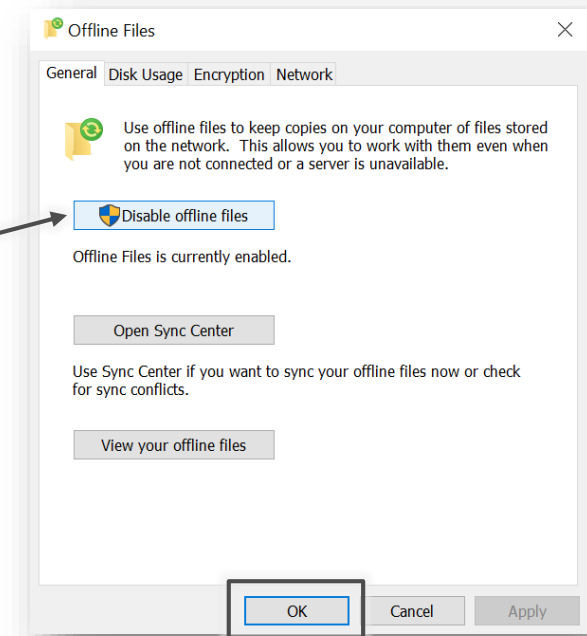 Offline Files
General Disk Usage Encryption Network
Use offline files to keep copies on your computer of files stored
on the network. This allows you to work with them even when
you are not connected or a server is unavailable.
Disable offline files
Offline Files is currently enabled.
Open Sync Center
Use Sync Center if you want to sync your offline files now or check
for sync conflicts.
View your offline files
OK Cancel Apply